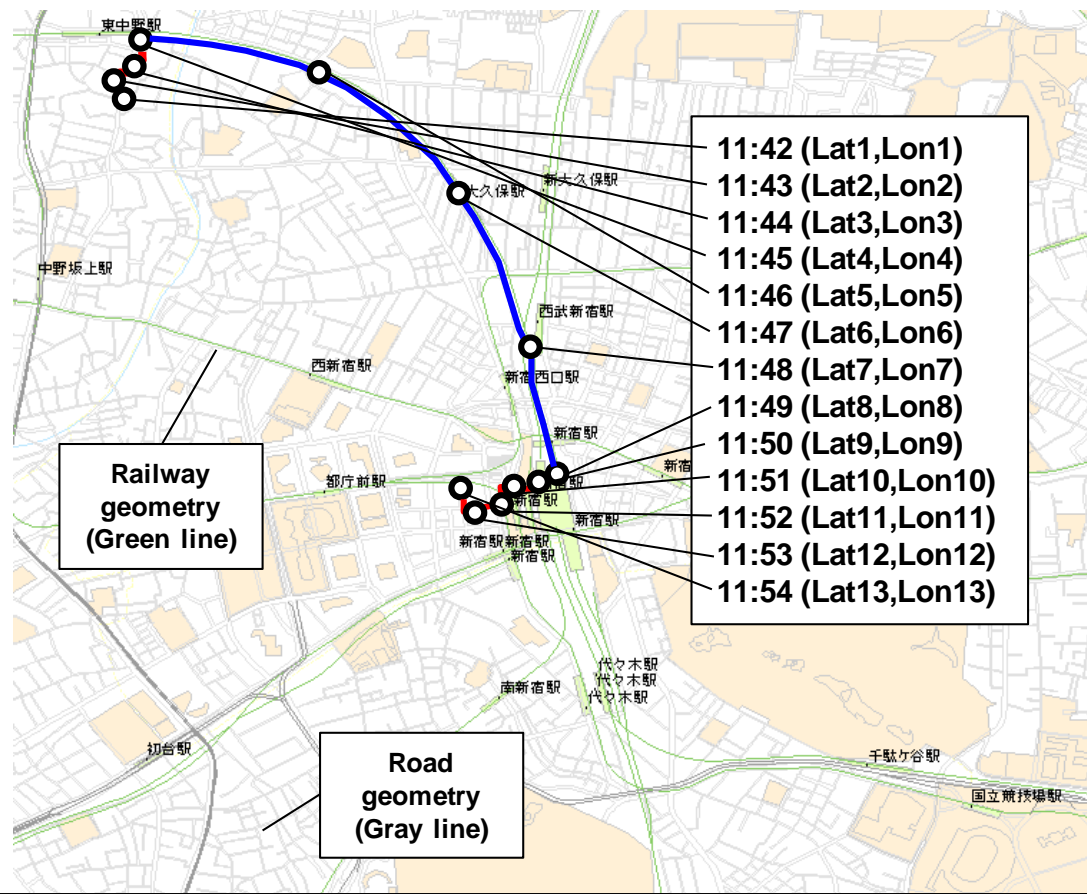 東中野駅
新大久保駅
大久保駅
中野坂上駅
西武新宿駅
西新宿駅
新宿西口駅
新宿駅
都庁前駅
新宿駅
新宿駅
新宿駅新宿駅
新宿駅
代々木駅
代々木駅
代々木駅
南新宿駅
初台駅
千駄ケ谷駅
国立競技場駅
11:42 (Lat1,Lon1)
11:43 (Lat2,Lon2)
11:44 (Lat3,Lon3)
11:45 (Lat4,Lon4)
11:46 (Lat5,Lon5)
11:47 (Lat6,Lon6)
11:48 (Lat7,Lon7)
11:49 (Lat8,Lon8)
11:50 (Lat9,Lon9)
11:51 (Lat10,Lon10)
11:52 (Lat11,Lon11)
11:53 (Lat12,Lon12)
11:54 (Lat13,Lon13)
Railway
geometry
(Green line)
Road
geometry
(Gray line)